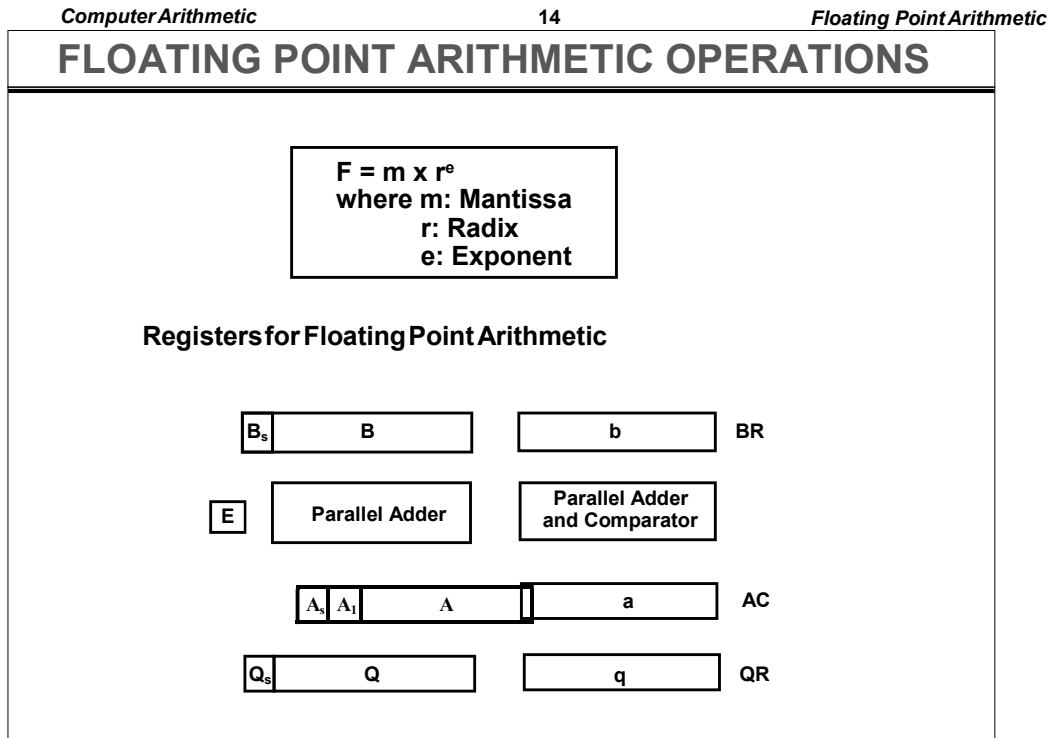 Computer Arithmetic 14 Floating Point Arithmetic
FLOATING POINT ARITHMETIC OPERATIONS
F = m x rᵉ
where m: Mantissa
r: Radix
e: Exponent
Registers for Floating Point Arithmetic
Bₛ B b BR
E Parallel Adder Parallel Adder
and Comparator
Aₛ A₁ A a AC
Qₛ Q q QR